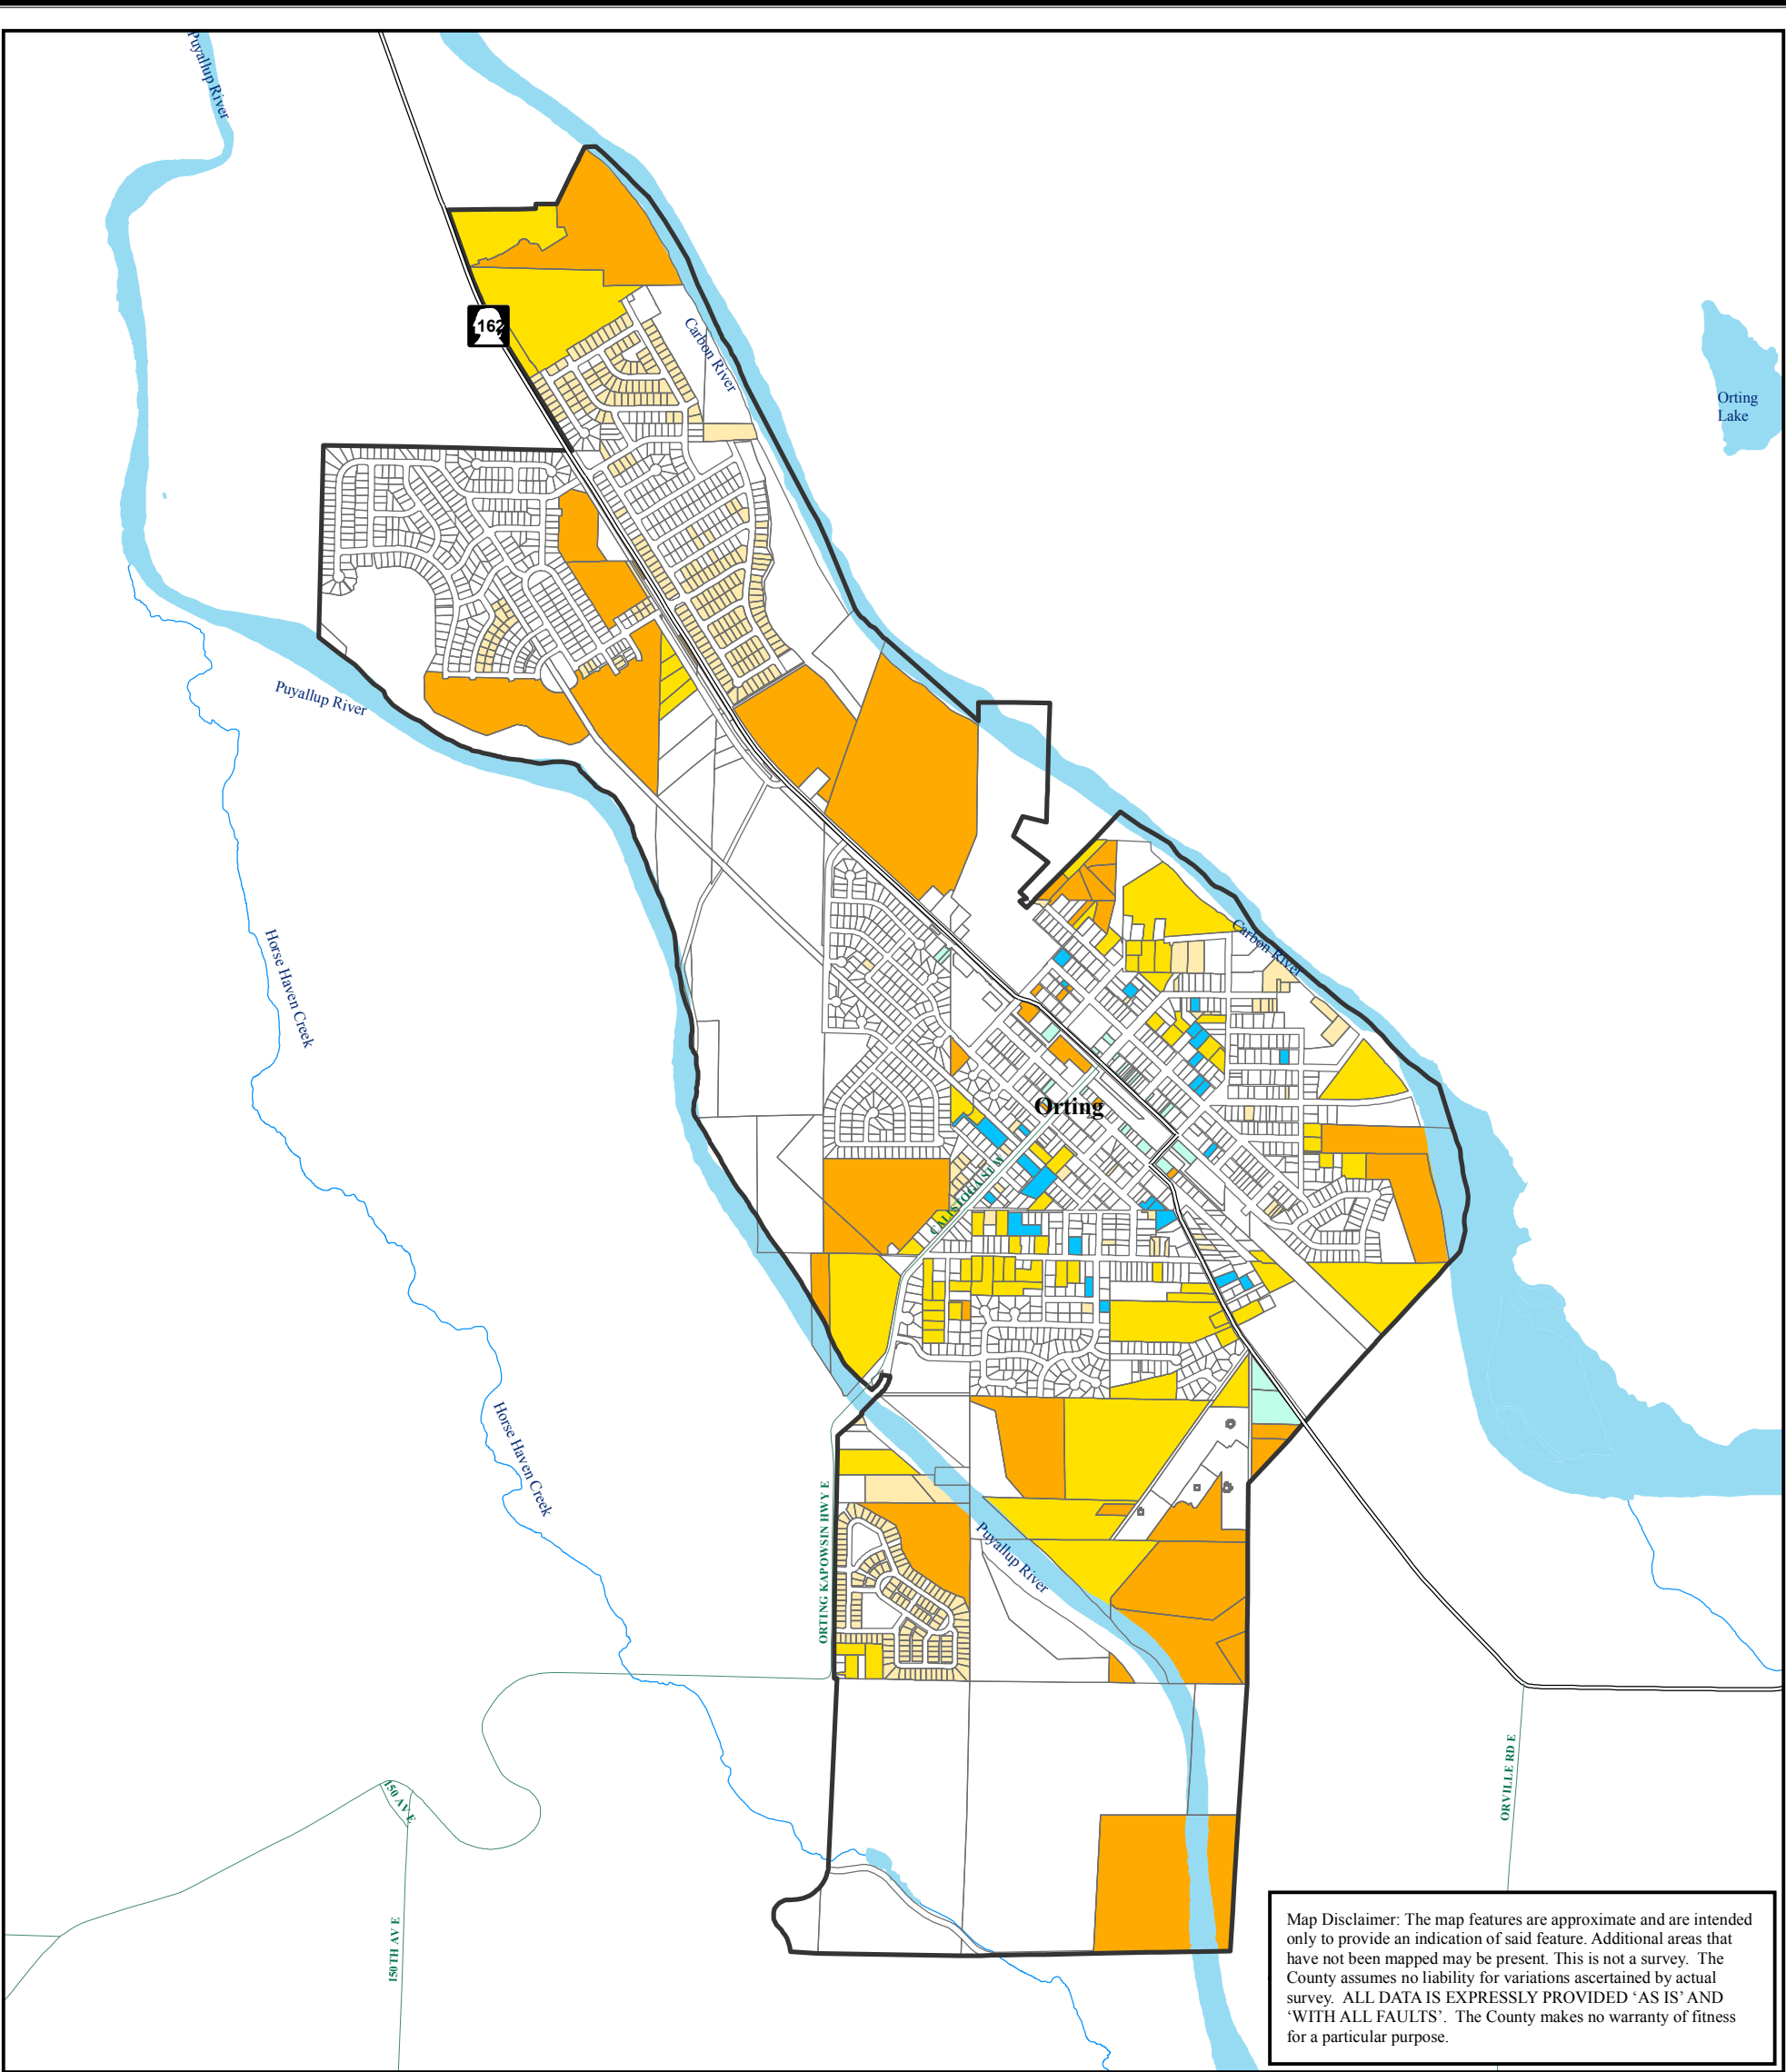 Puyallup River
162
Carbon River
Orting
Lake
Puyallup River
Horse Haven Creek
Carbon River
Orting
CALISTOGA ST W
Horse Haven Creek
ORTING KAPOWSIN HWY E
Puyallup River
ORVILLE RD E
150 AV E
150TH AV E
Map Disclaimer: The map features are approximate and are intended
only to provide an indication of said feature. Additional areas that
have not been mapped may be present. This is not a survey. The
County assumes no liability for variations ascertained by actual
survey. ALL DATA IS EXPRESSLY PROVIDED ‘AS IS’ AND
‘WITH ALL FAULTS’. The County makes no warranty of fitness
for a particular purpose.